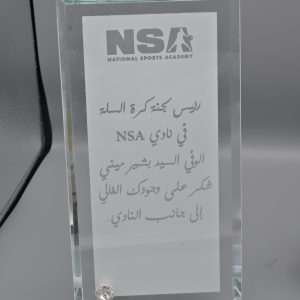 NSA
NATIONAL SPORTS ACADEMY
رئيس لجنة كرة السلة
في نادي NSA
الوفي السيد بشير ميني
شكر على وجودك الغالي
إلى جانب النادي.